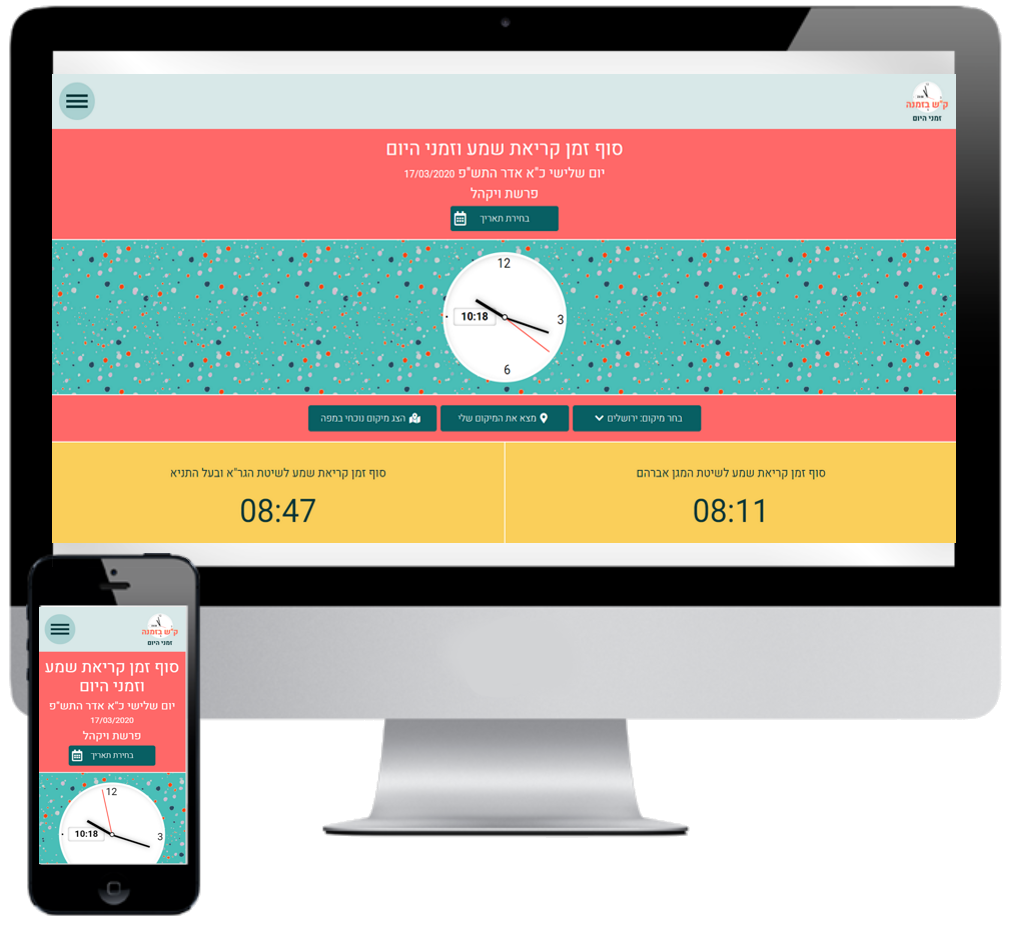 ק"ש בְּזמנה
זמני היום
סוף זמן קריאת שמע וזמני היום
יום שלישי כ"א אדר התש"פ 17/03/2020
פרשת ויקהל
בחירת תאריך
12
10:18
3
6
בחר מיקום: ירושלים
מצא את המיקום שלי
הצג מיקום נוכחי במפה
סוף זמן קריאת שמע לשיטת המגן אברהם
08:11
סוף זמן קריאת שמע לשיטת הגר"א ובעל התניא
08:47
ק"ש בְּזמנה
זמני היום
סוף זמן קריאת שמע
וזמני היום
יום שלישי כ"א אדר התש"פ
17/03/2020
פרשת ויקהל
בחירת תאריך
12
10:18
3